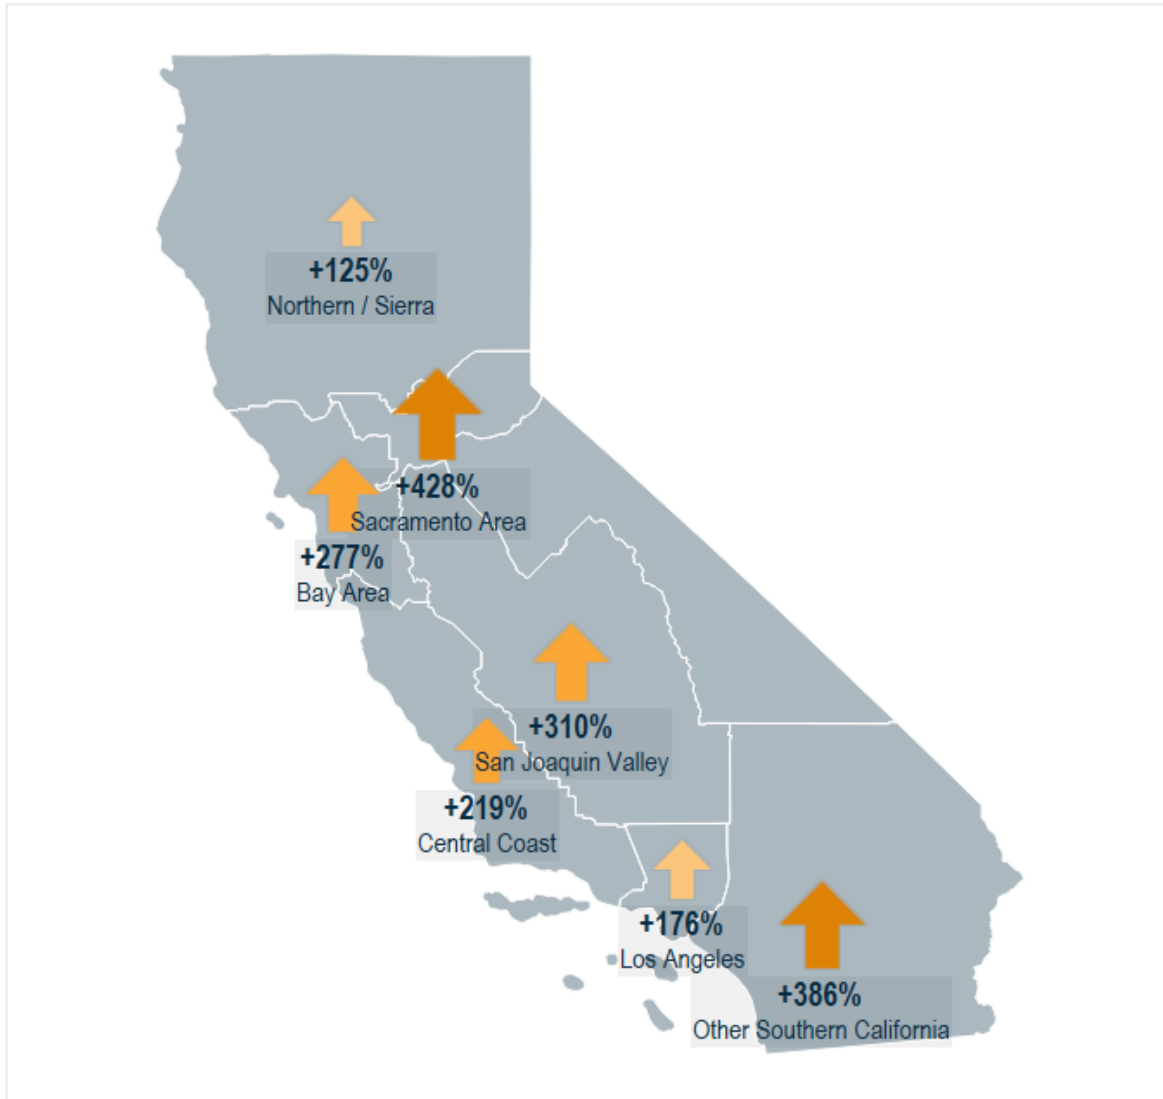 +125%
Northern / Sierra
+428%
Sacramento Area
+277%
Bay Area
+310%
San Joaquin Valley
+219%
Central Coast
+176%
Los Angeles
+386%
Other Southern California